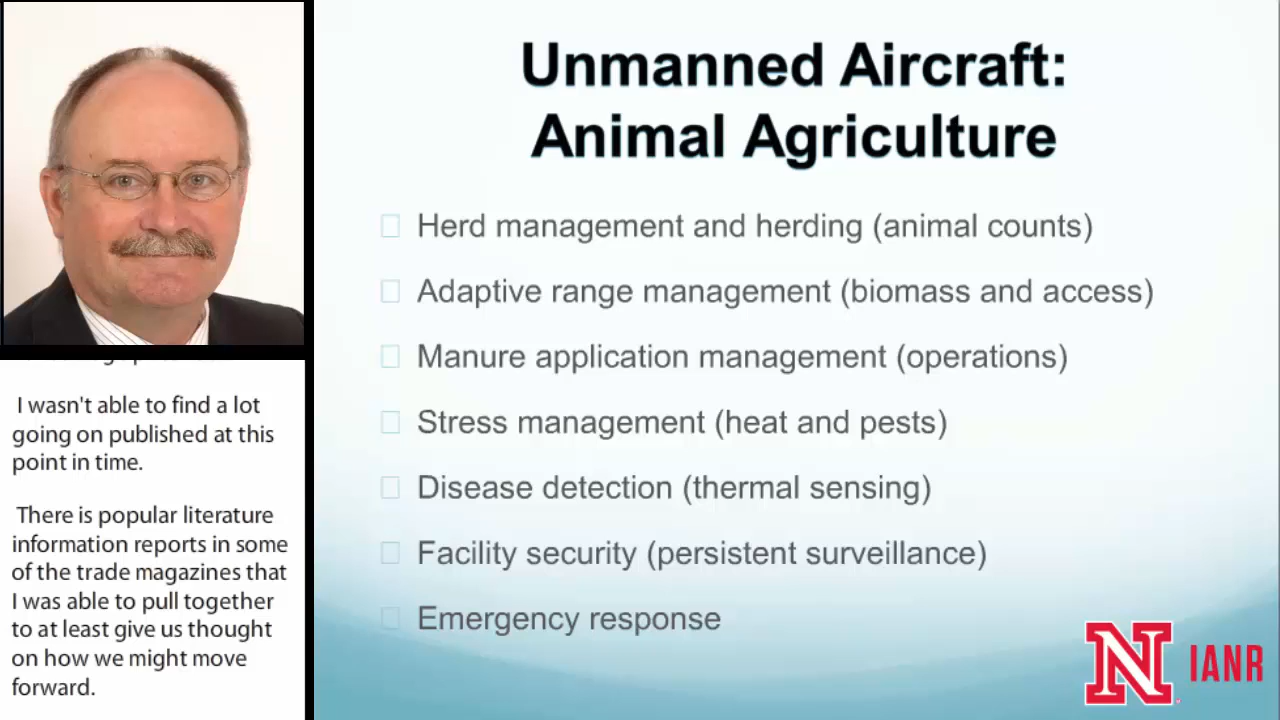 Unmanned Aircraft:
Animal Agriculture
Herd management and herding (animal counts)
Adaptive range management (biomass and access)
Manure application management (operations)
Stress management (heat and pests)
Disease detection (thermal sensing)
Facility security (persistent surveillance)
Emergency response
N IANR
I wasn't able to find a lot
going on published at this
point in time.
There is popular literature
information reports in some
of the trade magazines that
I was able to pull together
to at least give us thought
on how we might move
forward.